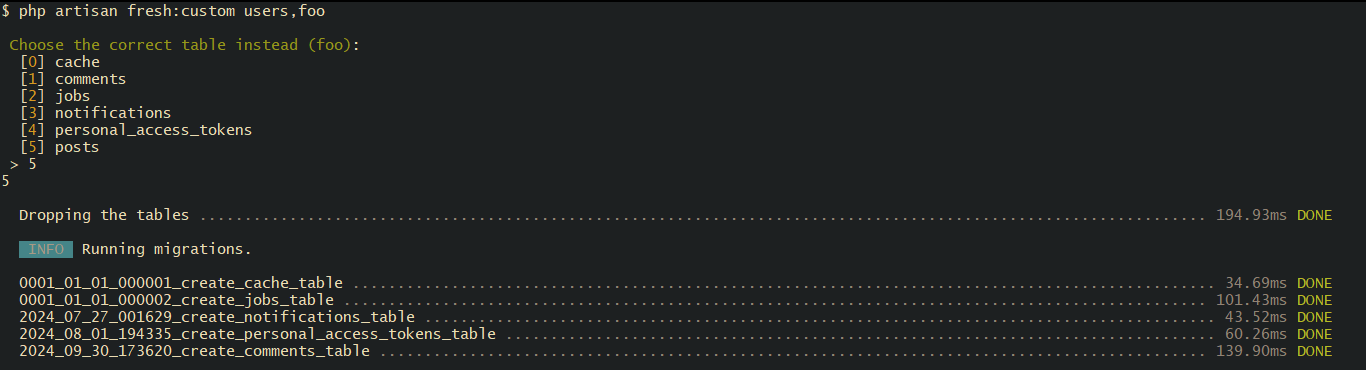 $ php artisan fresh:custom users,foo
Choose the correct table instead (foo):
[0] cache
[1] comments
[2] jobs
[3] notifications
[4] personal_access_tokens
[5] posts
> 5
5
Dropping the tables ................................................................................................................ 194.93ms DONE
INFO Running migrations.
0001_01_01_000001_create_cache_table ................................................................................................ 34.69ms DONE
0001_01_01_000002_create_jobs_table ................................................................................................ 101.43ms DONE
2024_07_27_001629_create_notifications_table ........................................................................................ 43.52ms DONE
2024_08_01_194335_create_personal_access_tokens_table ............................................................................... 60.26ms DONE
2024_09_30_173620_create_comments_table ............................................................................................ 139.90ms DONE